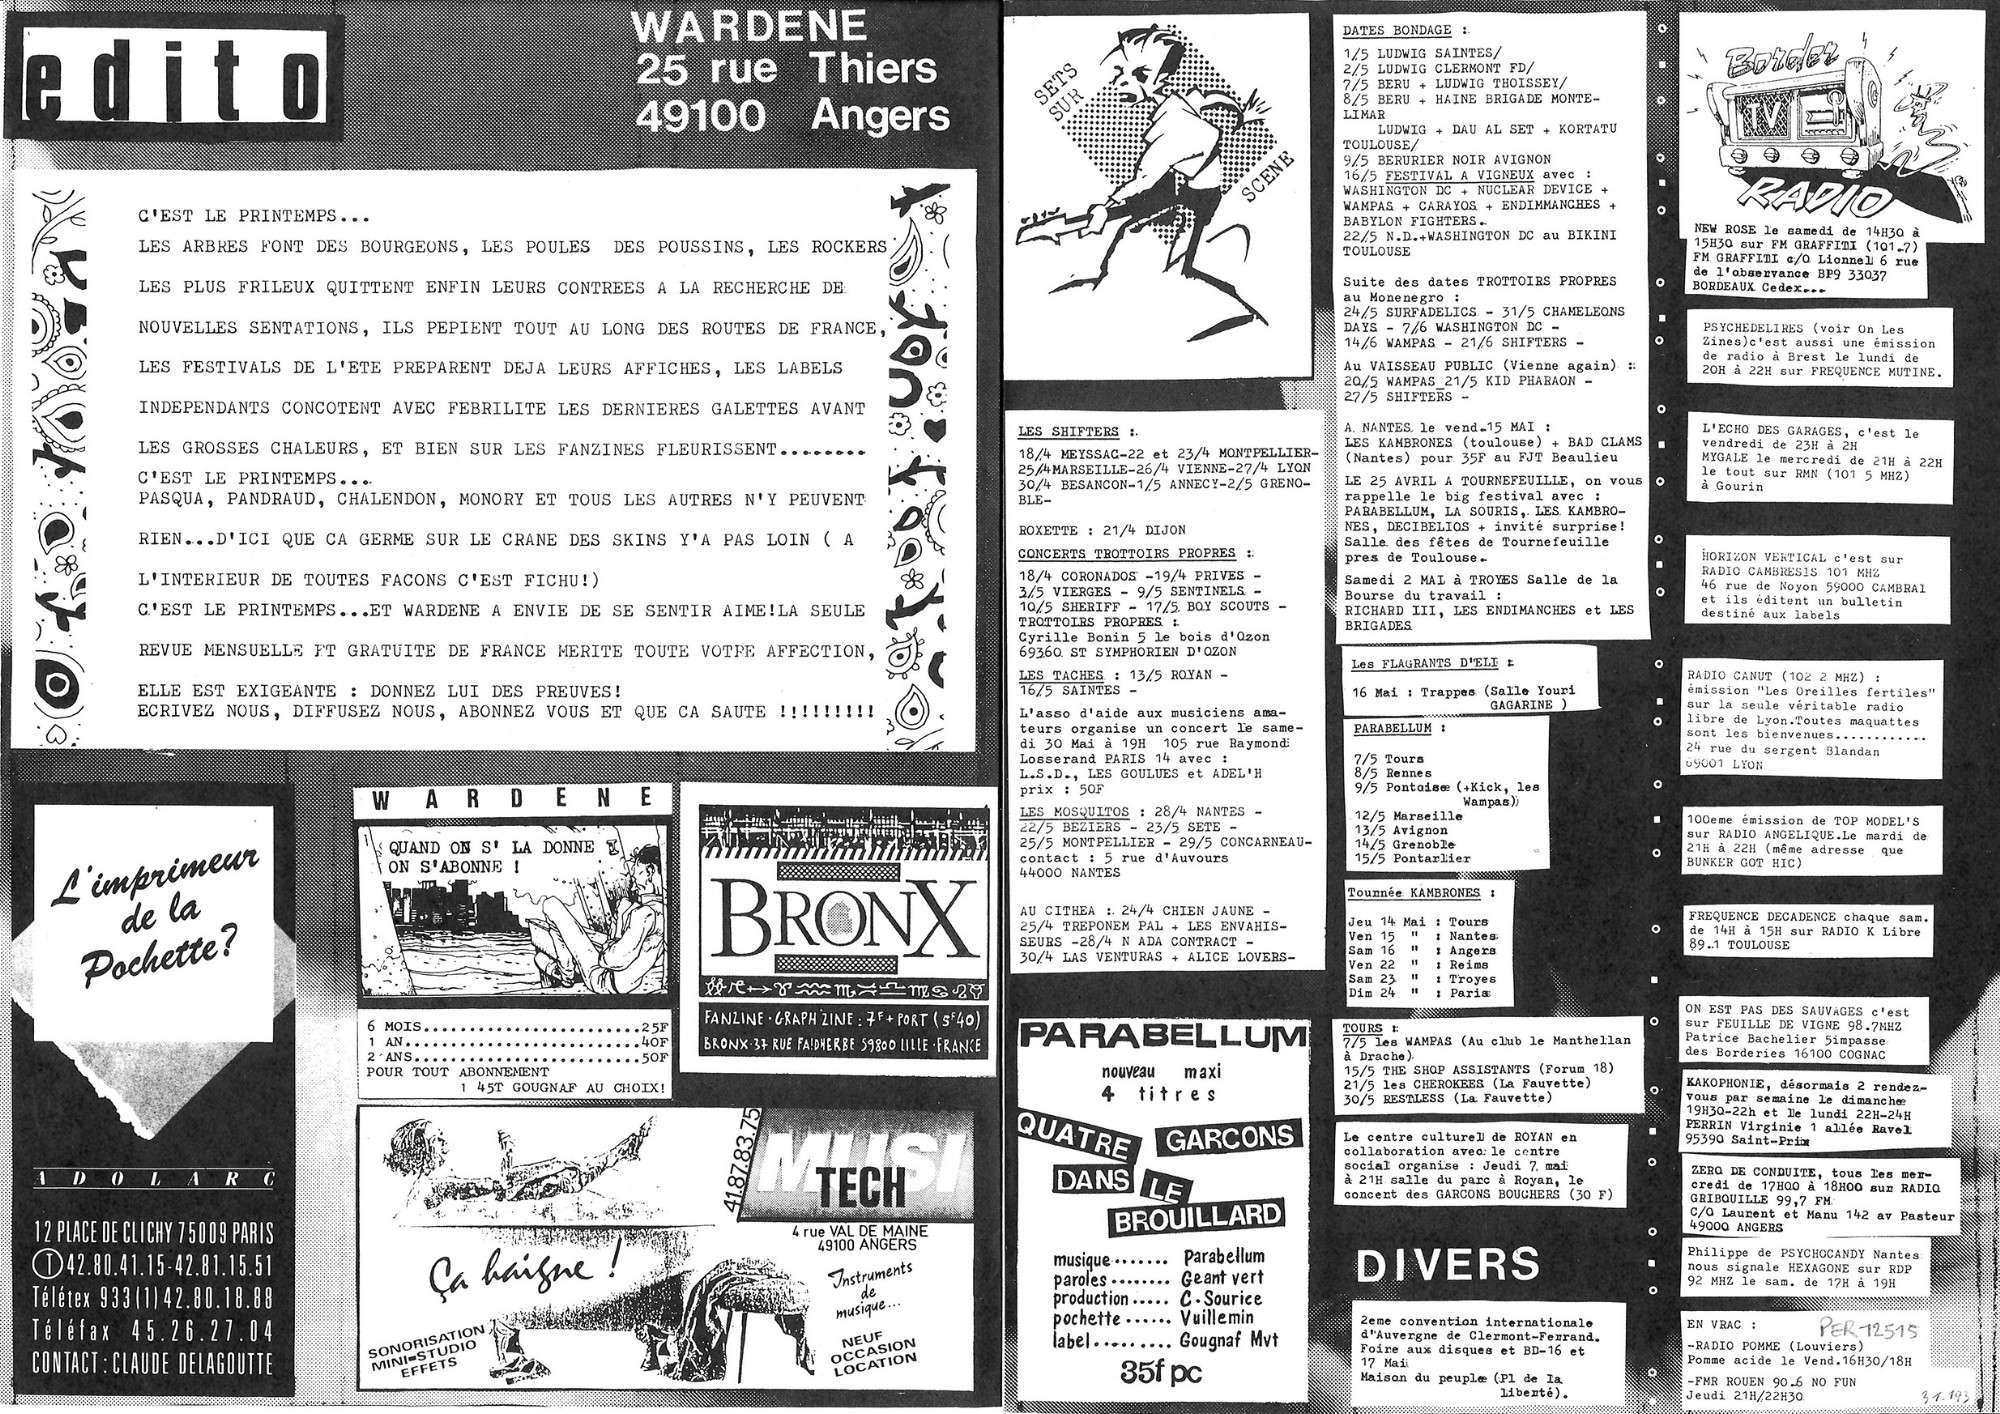 edito
WARDENE
25 rue Thiers
49100 Angers
C'EST LE PRINTEMPS...
LES ARBRES FONT DES BOURGEONS, LES POULES DES POUSSINS, LES ROCKERS
LES PLUS FRILEUX QUITTENT ENFIN LEURS CONTREES A LA RECHERCHE DE
NOUVELLES SENTATIONS, ILS PEPIENT TOUT AU LONG DES ROUTES DE FRANCE,
LES FESTIVALS DE L'ETE PREPARENT DEJA LEURS AFFICHES, LES LABELS
INDEPENDANTS CONCOTENT AVEC FEBRILITE LES DERNIERES GALETTES AVANT
LES GROSSES CHALEURS, ET BIEN SUR LES FANZINES FLEURISSENT........
C'EST LE PRINTEMPS...
PASQUA, PANDRAUD, CHALENDON, MONORY ET TOUS LES AUTRES N'Y PEUVENT
RIEN...D'ICI QUE CA GERME SUR LE CRANE DES SKINS Y'A PAS LOIN ( A
L'INTERIEUR DE TOUTES FACONS C'EST FICHU!)
C'EST LE PRINTEMPS...ET WARDENE A ENVIE DE SE SENTIR AIME!LA SEULE
REVUE MENSUELLE ET GRATUITE DE FRANCE MERITE TOUTE VOTRE AFFECTION,
ELLE EST EXIGEANTE : DONNEZ LUI DES PREUVES!
ECRIVEZ NOUS, DIFFUSEZ NOUS, ABONNEZ VOUS ET QUE CA SAUTE !!!!!!!!!
L'imprimeur
de la
Pochette?
ADOLARC
12 PLACE DE CLICHY 75009 PARIS
T 42.80.41.15-42.81.15.51
Télétex 933(1)42.80.18.88
Téléfax 45.26.27.04
CONTACT: CLAUDE DELAGOUTTE
WARDENE
QUAND ON S' LA DONNE
ON S'ABONNE !
6 MOIS...........................25F
1 AN.............................40F
2 ANS............................50F
POUR TOUT ABONNEMENT
1 45T GOUGNAF AU CHOIX!
BRONX
FANZINE·GRAPH'ZINE: 7F + PORT (5F40)
BRONX·37 RUE FAIDHERBE 59800 LILLE·FRANCE
41.87.83.75
MUSI
TECH
4 rue VAL DE MAINE
49100 ANGERS
Ça baigne !
Instruments
de
musique...
SONORISATION
MINI-STUDIO
EFFETS
NEUF
OCCASION
LOCATION
SETS
SUR
SCENE
LES SHIFTERS :
18/4 MEYSSAC-22 et 23/4 MONTPELLIER-
25/4MARSEILLE-26/4 VIENNE-27/4 LYON
30/4 BESANCON-1/5 ANNECY-2/5 GRENO-
BLE-
ROXETTE : 21/4 DIJON
CONCERTS TROTTOIRS PROPRES :
18/4 CORONADOS -19/4 PRIVES -
3/5 VIERGES - 9/5 SENTINELS -
10/5 SHERIFF - 17/5 BOY SCOUTS -
TROTTOIRS PROPRES :
Cyrille Bonin 5 le bois d'Ozon
69360 ST SYMPHORIEN D'OZON
LES TACHES : 13/5 ROYAN -
16/5 SAINTES -
L'asso d'aide aux musiciens ama-
teurs organise un concert le same-
di 30 Mai à 19H 105 rue Raymond
Losserand PARIS 14 avec :
L.S.D., LES GOULUES et ADEL'H
prix : 50F
LES MOSQUITOS : 28/4 NANTES -
22/5 BEZIERS - 23/5 SETE -
25/5 MONTPELLIER - 29/5 CONCARNEAU-
contact : 5 rue d'Auvours
44000 NANTES
AU CITHEA : 24/4 CHIEN JAUNE -
25/4 TREPONEM PAL + LES ENVAHIS-
SEURS -28/4 N ADA CONTRACT -
30/4 LAS VENTURAS + ALICE LOVERS-
PARABELLUM
nouveau maxi
4 titres
QUATRE GARCONS
DANS LE
BROUILLARD
musique....... Parabellum
paroles........ Geant vert
production...... C·Sourice
pochette...... Vuillemin
label.......... Gougnaf Mvt
35f pc
DATES BONDAGE :
1/5 LUDWIG SAINTES/
2/5 LUDWIG CLERMONT FD/
7/5 BERU + LUDWIG THOISSEY/
8/5 BERU + HAINE BRIGADE MONTE-
LIMAR
LUDWIG + DAU AL SET + KORTATU
TOULOUSE/
9/5 BERURIER NOIR AVIGNON
16/5 FESTIVAL A VIGNEUX avec :
WASHINGTON DC + NUCLEAR DEVICE +
WAMPAS + CARAYOS + ENDIMMANCHES +
BABYLON FIGHTERS.
22/5 N.D.+WASHINGTON DC au BIKINI
TOULOUSE
Suite des dates TROTTOIRS PROPRES
au Monenegro :
24/5 SURFADELICS - 31/5 CHAMELEONS
DAYS - 7/6 WASHINGTON DC -
14/6 WAMPAS - 21/6 SHIFTERS -
Au VAISSEAU PUBLIC (Vienne again) :
20/5 WAMPAS_21/5 KID PHARAON -
27/5 SHIFTERS -
A NANTES le vend.15 MAI :
LES KAMBRONES (toulouse) + BAD CLAMS
(Nantes) pour 35F au FJT Beaulieu
LE 25 AVRIL A TOURNEFEUILLE, on vous
rappelle le big festival avec :
PARABELLUM, LA SOURIS, LES KAMBRO-
NES, DECIBELIOS + invité surprise!
Salle des fêtes de Tournefeuille
pres de Toulouse.
Samedi 2 MAI à TROYES Salle de la
Bourse du travail :
RICHARD III, LES ENDIMANCHES et LES
BRIGADES
Les FLAGRANTS D'ELI :
16 Mai : Trappes (Salle Youri
GAGARINE )
PARABELLUM :
7/5 Tours
8/5 Rennes
9/5 Pontoise (+Kick, les
Wampas)
12/5 Marseille
13/5 Avignon
14/5 Grenoble
15/5 Pontarlier
Tournée KAMBRONES :
Jeu 14 Mai : Tours
Ven 15 " : Nantes
Sam 16 " : Angers
Ven 22 " : Reims
Sam 23 " : Troyes
Dim 24 " : Paris
TOURS :
7/5 les WAMPAS (Au club le Manthellan
à Drache)
15/5 THE SHOP ASSISTANTS (Forum 18)
21/5 les CHEROKEES (La Fauvette)
30/5 RESTLESS (La Fauvette)
Le centre culturel de ROYAN en
collaboration avec le centre
social organise : Jeudi 7 mai
à 21H salle du parc à Royan, le
concert des GARCONS BOUCHERS (30 F)
DIVERS
2eme convention internationale
d'Auvergne de Clermont-Ferrand.
Foire aux disques et BD-16 et
17 Mai
Maison du peuple (Pl de la
liberté).
Border
TV
RADIO
NEW ROSE le samedi de 14H30 à
15H30 sur FM GRAFFITI (101.7)
FM GRAFFITI c/O Lionnel 6 rue
de l'observance BP9 33037
BORDEAUX Cedex...
PSYCHEDELIRES (voir On Les
Zines)c'est aussi une émission
de radio à Brest le lundi de
20H à 22H sur FREQUENCE MUTINE.
L'ECHO DES GARAGES, c'est le
vendredi de 23H à 2H
MYGALE le mercredi de 21H à 22H
le tout sur RMN (101 5 MHZ)
à Gourin
HORIZON VERTICAL c'est sur
RADIO CAMBRESIS 101 MHZ
46 rue de Noyon 59000 CAMBRAI
et ils éditent un bulletin
destiné aux labels
RADIO CANUT (102 2 MHZ) :
émission "Les Oreilles fertiles"
sur la seule véritable radio
libre de Lyon.Toutes maquattes
sont les bienvenues............
24 rue du sergent Blandan
69001 LYON
100eme émission de TOP MODEL'S
sur RADIO ANGELIQUE.Le mardi de
21H à 22H (même adresse que
BUNKER GOT HIC)
FREQUENCE DECADENCE chaque sam.
de 14H à 15H sur RADIO K Libre
89.1 TOULOUSE
ON EST PAS DES SAUVAGES c'est
sur FEUILLE DE VIGNE 98.7MHZ
Patrice Bachelier 5impasse
des Borderies 16100 COGNAC
KAKOPHONIE, désormais 2 rendez-
vous par semaine le dimanche
19H30-22h et le lundi 22H-24H
PERRIN Virginie 1 allée Ravel
95390 Saint-Prix
ZERO DE CONDUITE, tous les mer-
credi de 17H00 à 18H00 sur RADIO
GRIBOUILLE 99,7 FM
C/O Laurent et Manu 142 av Pasteur
49000 ANGERS
Philippe de PSYCHOCANDY Nantes
nous signale HEXAGONE sur RDP
92 MHZ le sam. de 17H à 19H
EN VRAC :
PER 12515
-RADIO POMME (Louviers)
Pomme acide le Vend.16H30/18H
-FMR ROUEN 90.6 NO FUN
Jeudi 21H/22H30